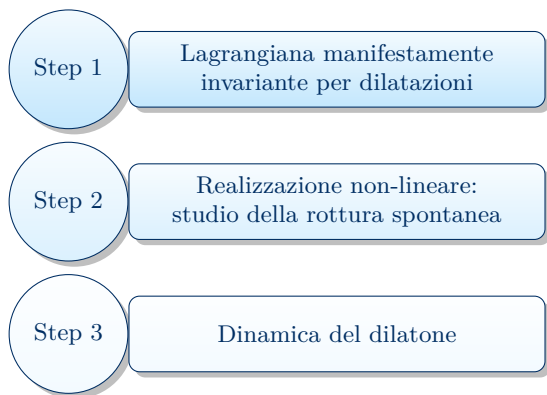 Step 1
Lagrangiana manifestamente
invariante per dilatazioni
Step 2
Realizzazione non-lineare:
studio della rottura spontanea
Step 3
Dinamica del dilatone